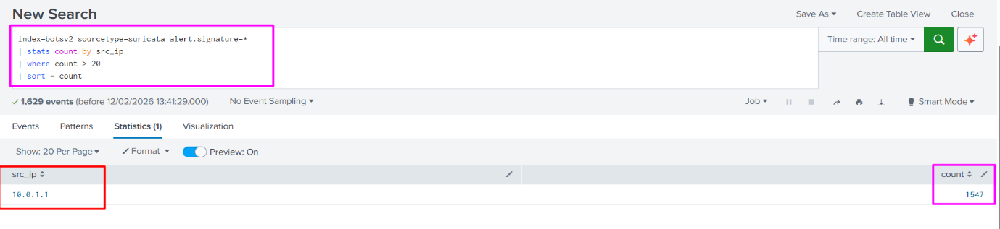 New Search
Save As Create Table View Close
index=botsv2 sourcetype=suricata alert.signature=*
| stats count by src_ip
| where count > 20
| sort - count
Time range: All time
1,629 events (before 12/02/2026 13:41:29.000) No Event Sampling Job Smart Mode
Events Patterns Statistics (1) Visualization
Show: 20 Per Page Format Preview: On
src_ip count
10.0.1.1 1547